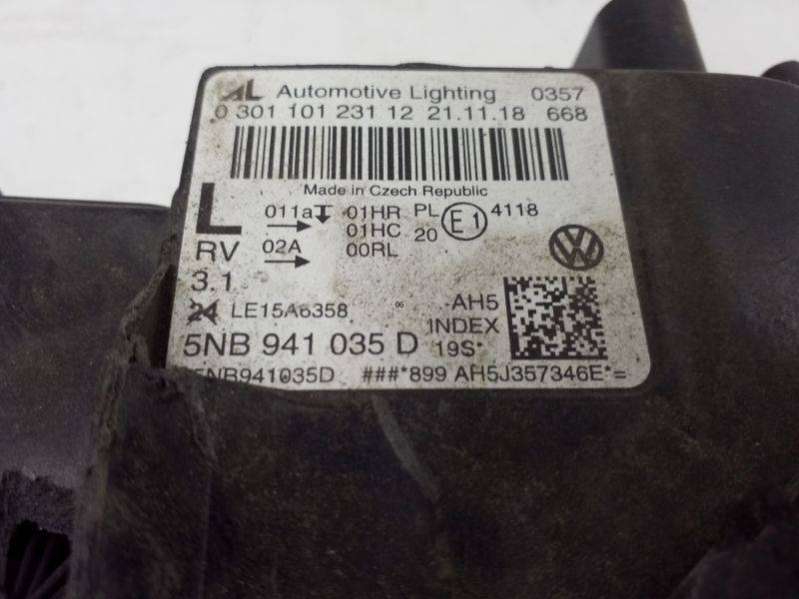 AL Automotive Lighting 0357
0 301 101 231 12 21.11.18 668
Made in Czech Republic
L 011a 01HR PL E1 4118
01HC 20
RV 02A 00RL
3.1
24 LE15A6358 AH5
INDEX
5NB 941 035 D 19S*
5NB941035D ###*899 AH5J357346E*=